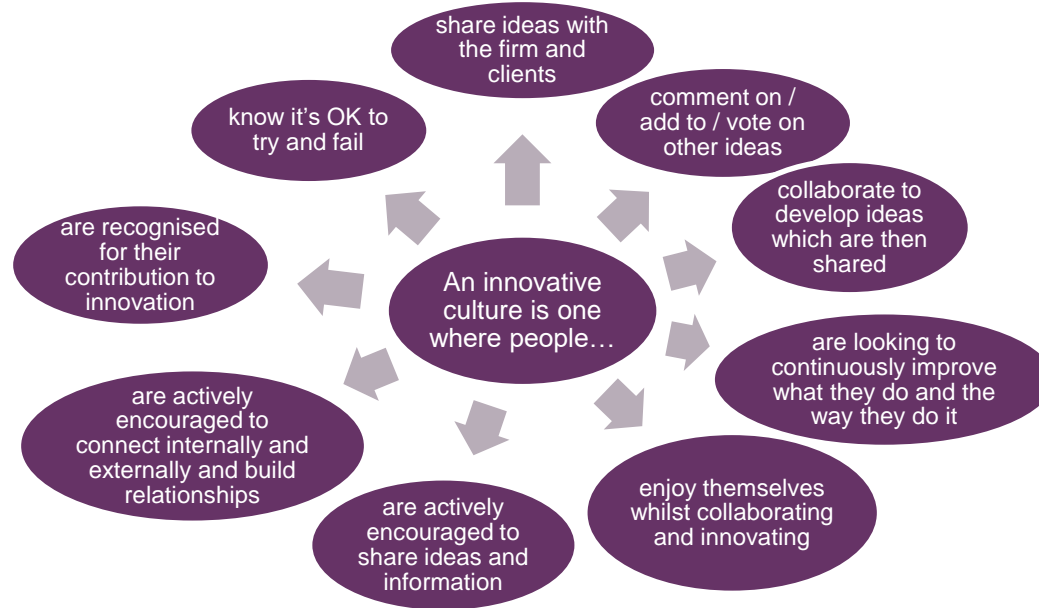 share ideas with
the firm and
clients
comment on /
add to / vote on
other ideas
collaborate to
develop ideas
which are then
shared
are looking to
continuously improve
what they do and the
way they do it
enjoy themselves
whilst collaborating
and innovating
are actively
encouraged to
share ideas and
information
are actively
encouraged to
connect internally and
externally and build
relationships
are recognised
for their
contribution to
innovation
know it's OK to
try and fail
An innovative
culture is one
where people…